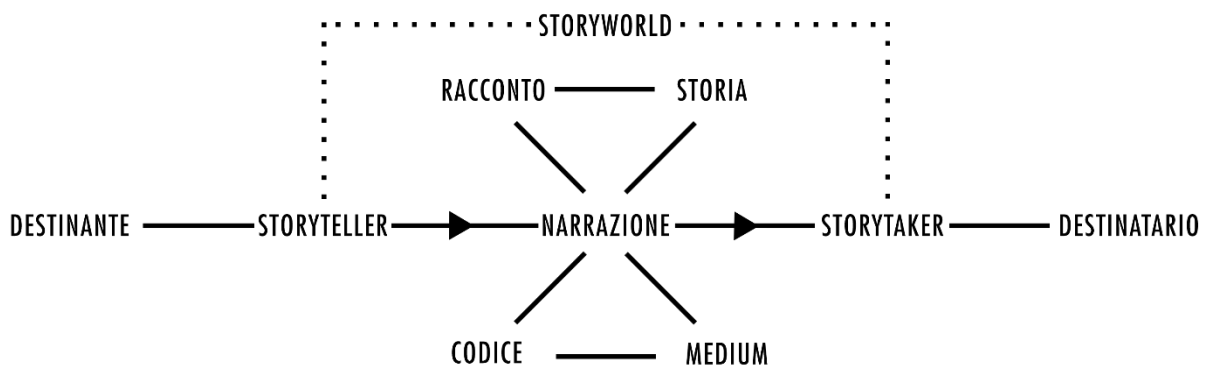 STORYWORLD
RACCONTO STORIA
DESTINANTE STORYTELLER NARRAZIONE STORYTAKER DESTINATARIO
CODICE MEDIUM